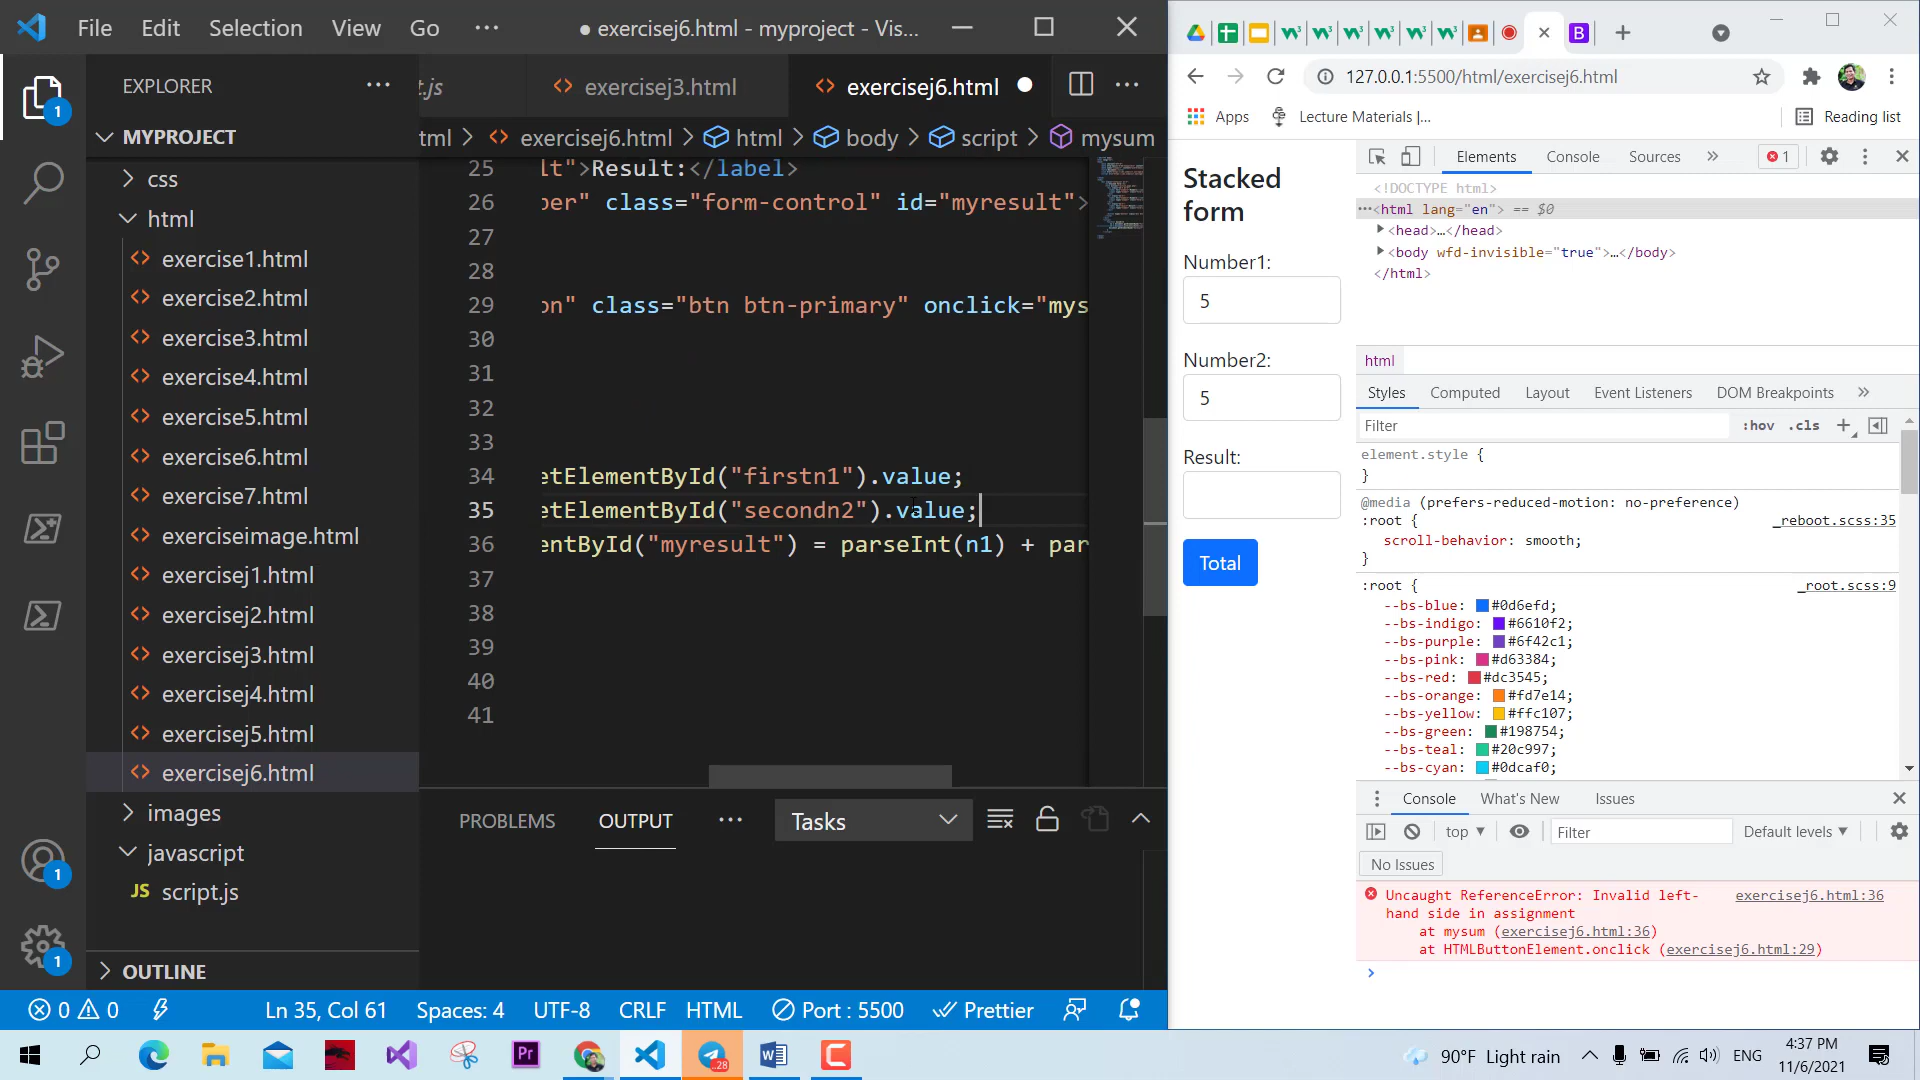 File Edit Selection View Go ···
● exercisej6.html - myproject - Vis...
EXPLORER
t.js
exercisej3.html
exercisej6.html
MYPROJECT
tml > exercisej6.html > html > body > script > mysum
css
html
exercise1.html
exercise2.html
exercise3.html
exercise4.html
exercise5.html
exercise6.html
exercise7.html
exerciseimage.html
exercisej1.html
exercisej2.html
exercisej3.html
exercisej4.html
exercisej5.html
exercisej6.html
images
javascript
JS script.js
OUTLINE
1
1
1
25 lt">Result:</label>
26 per" class="form-control" id="myresult">
27
28
29 on" class="btn btn-primary" onclick="mys
30
31
32
33
34 etElementById("firstn1").value;
35 etElementById("secondn2").value;
36 entById("myresult") = parseInt(n1) + par
37
38
39
40
41
PROBLEMS OUTPUT ··· Tasks
0 0 Ln 35, Col 61 Spaces: 4 UTF-8 CRLF HTML Port : 5500 Prettier
127.0.0.1:5500/html/exercisej6.html
Apps Lecture Materials |... Reading list
Stacked
form
Number1:
5
Number2:
5
Result:
Total
Elements Console Sources » 1
<!DOCTYPE html>
···<html lang="en"> == $0
<head>…</head>
<body wfd-invisible="true">…</body>
</html>
html
Styles Computed Layout Event Listeners DOM Breakpoints »
Filter :hov .cls +
element.style {
}
@media (prefers-reduced-motion: no-preference)
:root { _reboot.scss:35
scroll-behavior: smooth;
}
:root { _root.scss:9
--bs-blue: #0d6efd;
--bs-indigo: #6610f2;
--bs-purple: #6f42c1;
--bs-pink: #d63384;
--bs-red: #dc3545;
--bs-orange: #fd7e14;
--bs-yellow: #ffc107;
--bs-green: #198754;
--bs-teal: #20c997;
--bs-cyan: #0dcaf0;
Console What's New Issues
top ▼ Filter Default levels ▼
No Issues
Uncaught ReferenceError: Invalid left- exercisej6.html:36
hand side in assignment
at mysum (exercisej6.html:36)
at HTMLButtonElement.onclick (exercisej6.html:29)
Pr
28
90°F Light rain ENG 4:37 PM
11/6/2021